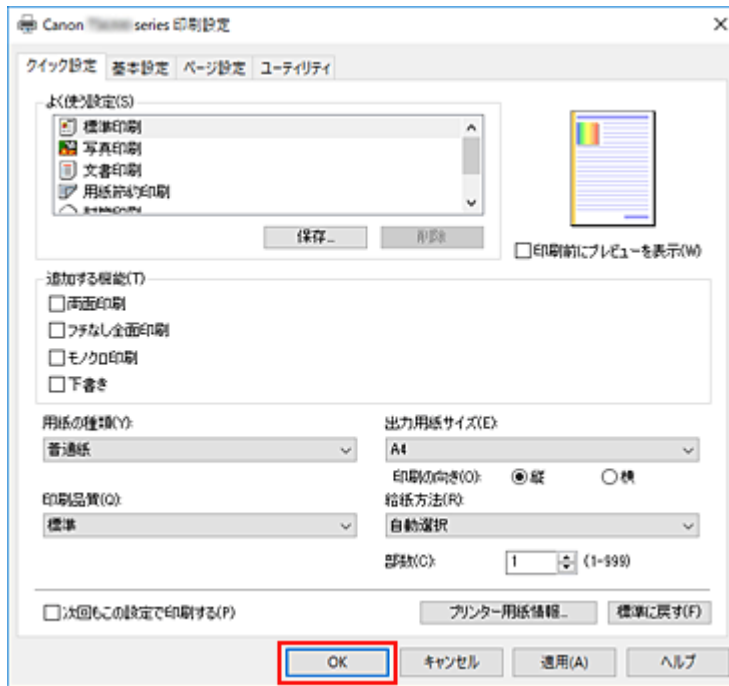 Canon series 印刷設定
クイック設定 基本設定 ページ設定 ユーティリティ
よく使う設定(S)
標準印刷
写真印刷
文書印刷
用紙節約印刷
保存...
削除
印刷前にプレビューを表示(W)
追加する機能(T)
両面印刷
フチなし全面印刷
モノクロ印刷
下書き
用紙の種類(Y):
普通紙
出力用紙サイズ(E):
A4
印刷の向き(O): 縦 横
印刷品質(Q):
標準
給紙方法(R):
自動選択
部数(C): 1 (1-999)
次回もこの設定で印刷する(P)
プリンター用紙情報...
標準に戻す(F)
OK キャンセル 適用(A) ヘルプ